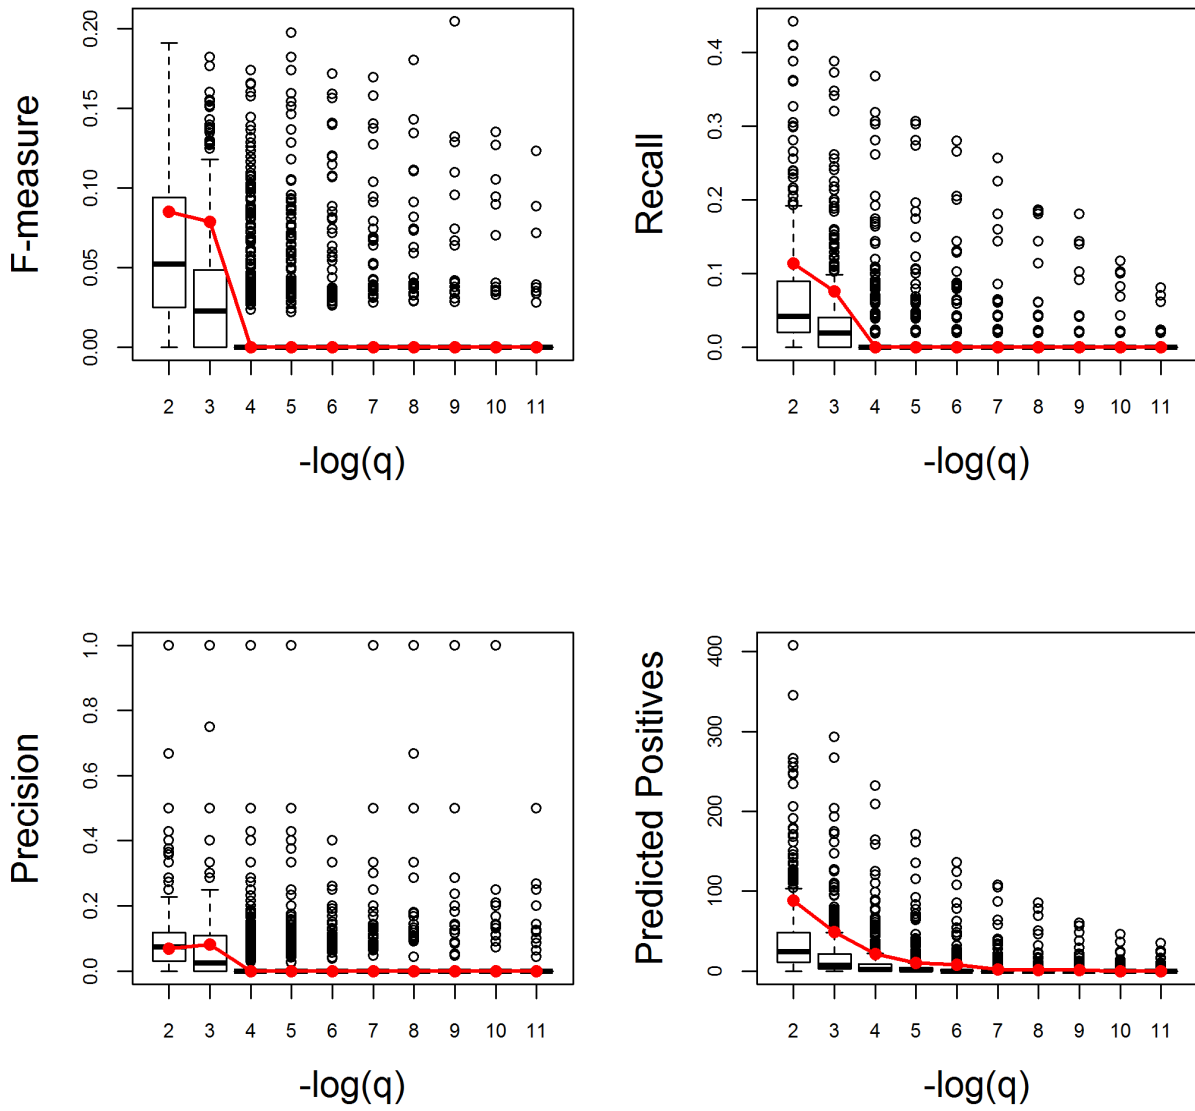 F-measure
0.00 0.05 0.10 0.15 0.20
2 3 4 5 6 7 8 9 10 11
-log(q)
Recall
0.0 0.1 0.2 0.3 0.4
2 3 4 5 6 7 8 9 10 11
-log(q)
Precision
0.0 0.2 0.4 0.6 0.8 1.0
2 3 4 5 6 7 8 9 10 11
-log(q)
Predicted Positives
0 100 200 300 400
2 3 4 5 6 7 8 9 10 11
-log(q)